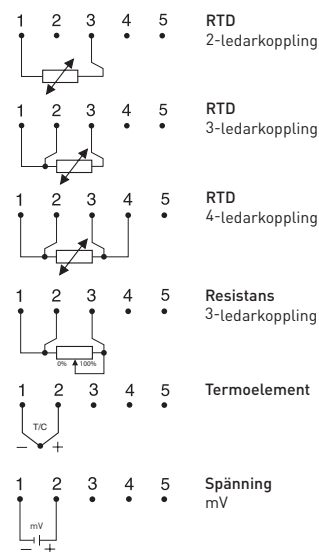 1 2 3 4 5 RTD
2-ledarkoppling
1 2 3 4 5 RTD
3-ledarkoppling
1 2 3 4 5 RTD
4-ledarkoppling
1 2 3 4 5 Resistans
3-ledarkoppling
0% 100%
1 2 3 4 5 Termoelement
T/C
− +
1 2 3 4 5 Spänning
mV
mV
− +